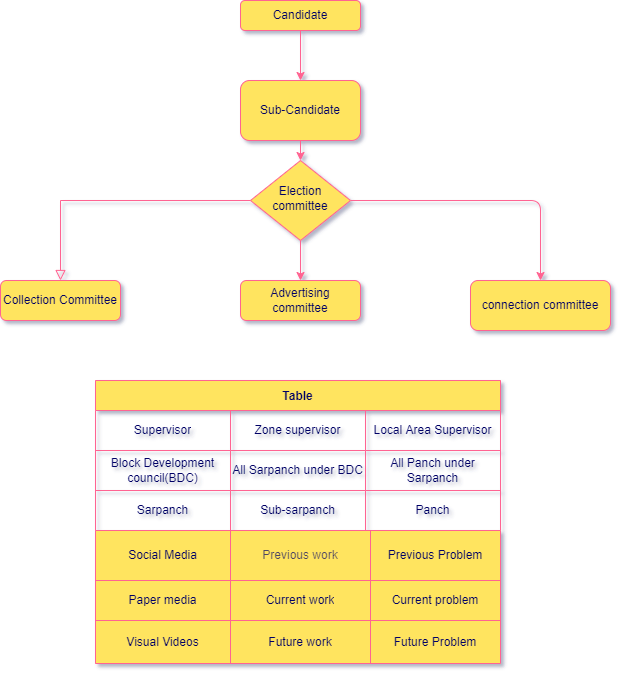 Candidate
Sub-Candidate
Election
committee
Collection Committee
Advertising
committee
connection committee
Table
Supervisor
Zone supervisor
Local Area Supervisor
Block Development
council(BDC)
All Sarpanch under BDC
All Panch under
Sarpanch
Sarpanch
Sub-sarpanch
Panch
Social Media
Previous work
Previous Problem
Paper media
Current work
Current problem
Visual Videos
Future work
Future Problem